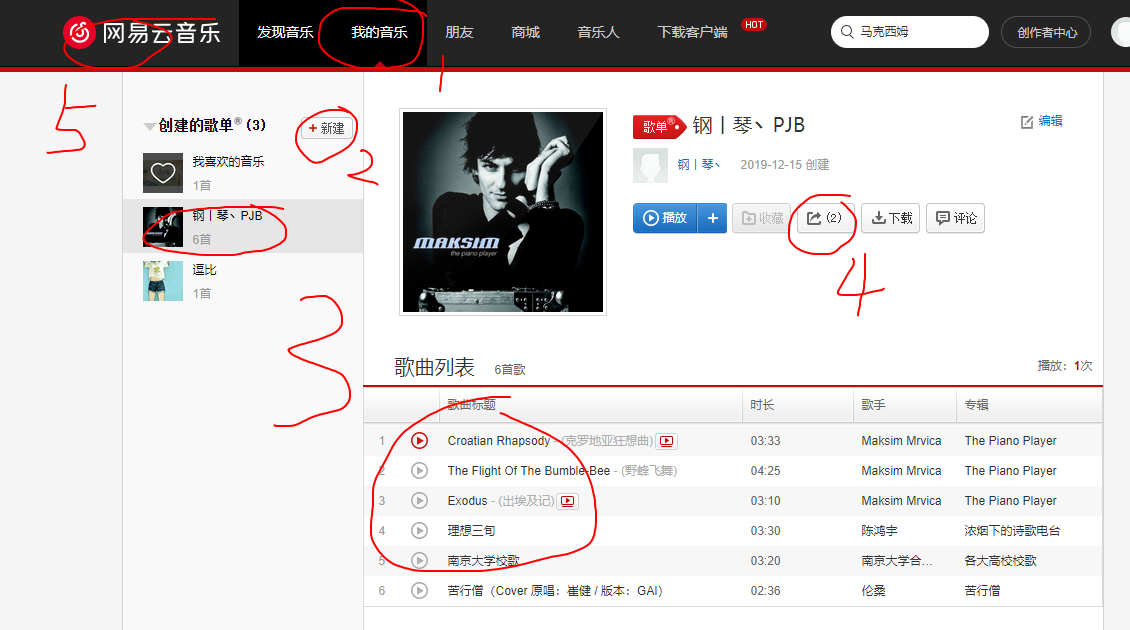 网易云音乐 发现音乐 我的音乐 朋友 商城 音乐人 下载客户端 HOT 马克西姆 创作者中心
1
5
创建的歌单®(3) + 新建
2
我喜欢的音乐
1首
钢丨琴丶PJB
6首
逗比
1首
3
MAKSIM
the piano player
歌单® 钢丨琴丶PJB 编辑
钢丨琴丶 2019-12-15 创建
播放 + 收藏 (2) 下载 评论
4
歌曲列表 6首歌 播放：1次
歌曲标题 时长 歌手 专辑
1 Croatian Rhapsody - (克罗地亚狂想曲) 03:33 Maksim Mrvica The Piano Player
2 The Flight Of The Bumble-Bee - (野蜂飞舞) 04:25 Maksim Mrvica The Piano Player
3 Exodus - (出埃及记) 03:10 Maksim Mrvica The Piano Player
4 理想三旬 03:30 陈鸿宇 浓烟下的诗歌电台
5 南京大学校歌 03:20 南京大学合... 各大高校校歌
6 苦行僧（Cover 原唱：崔健 / 版本：GAI） 02:36 伦桑 苦行僧